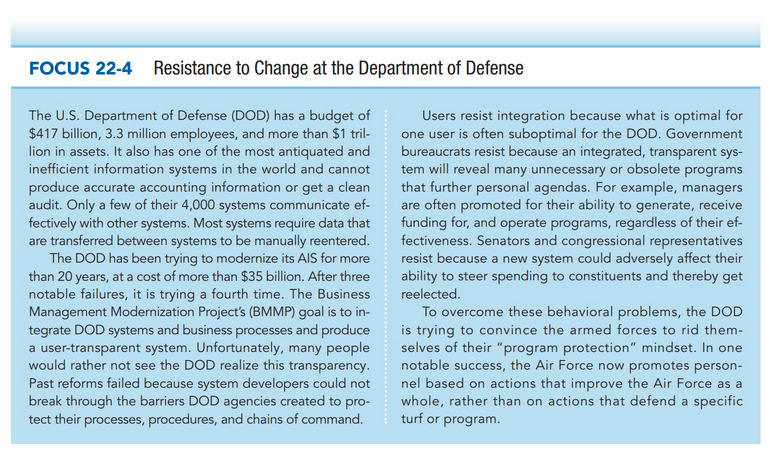 FOCUS 22-4 Resistance to Change at the Department of Defense
The U.S. Department of Defense (DOD) has a budget of
$417 billion, 3.3 million employees, and more than $1 tril-
lion in assets. It also has one of the most antiquated and
inefficient information systems in the world and cannot
produce accurate accounting information or get a clean
audit. Only a few of their 4,000 systems communicate ef-
fectively with other systems. Most systems require data that
are transferred between systems to be manually reentered.
The DOD has been trying to modernize its AIS for more
than 20 years, at a cost of more than $35 billion. After three
notable failures, it is trying a fourth time. The Business
Management Modernization Project's (BMMP) goal is to in-
tegrate DOD systems and business processes and produce
a user-transparent system. Unfortunately, many people
would rather not see the DOD realize this transparency.
Past reforms failed because system developers could not
break through the barriers DOD agencies created to pro-
tect their processes, procedures, and chains of command.
Users resist integration because what is optimal for
one user is often suboptimal for the DOD. Government
bureaucrats resist because an integrated, transparent sys-
tem will reveal many unnecessary or obsolete programs
that further personal agendas. For example, managers
are often promoted for their ability to generate, receive
funding for, and operate programs, regardless of their ef-
fectiveness. Senators and congressional representatives
resist because a new system could adversely affect their
ability to steer spending to constituents and thereby get
reelected.
To overcome these behavioral problems, the DOD
is trying to convince the armed forces to rid them-
selves of their "program protection" mindset. In one
notable success, the Air Force now promotes person-
nel based on actions that improve the Air Force as a
whole, rather than on actions that defend a specific
turf or program.